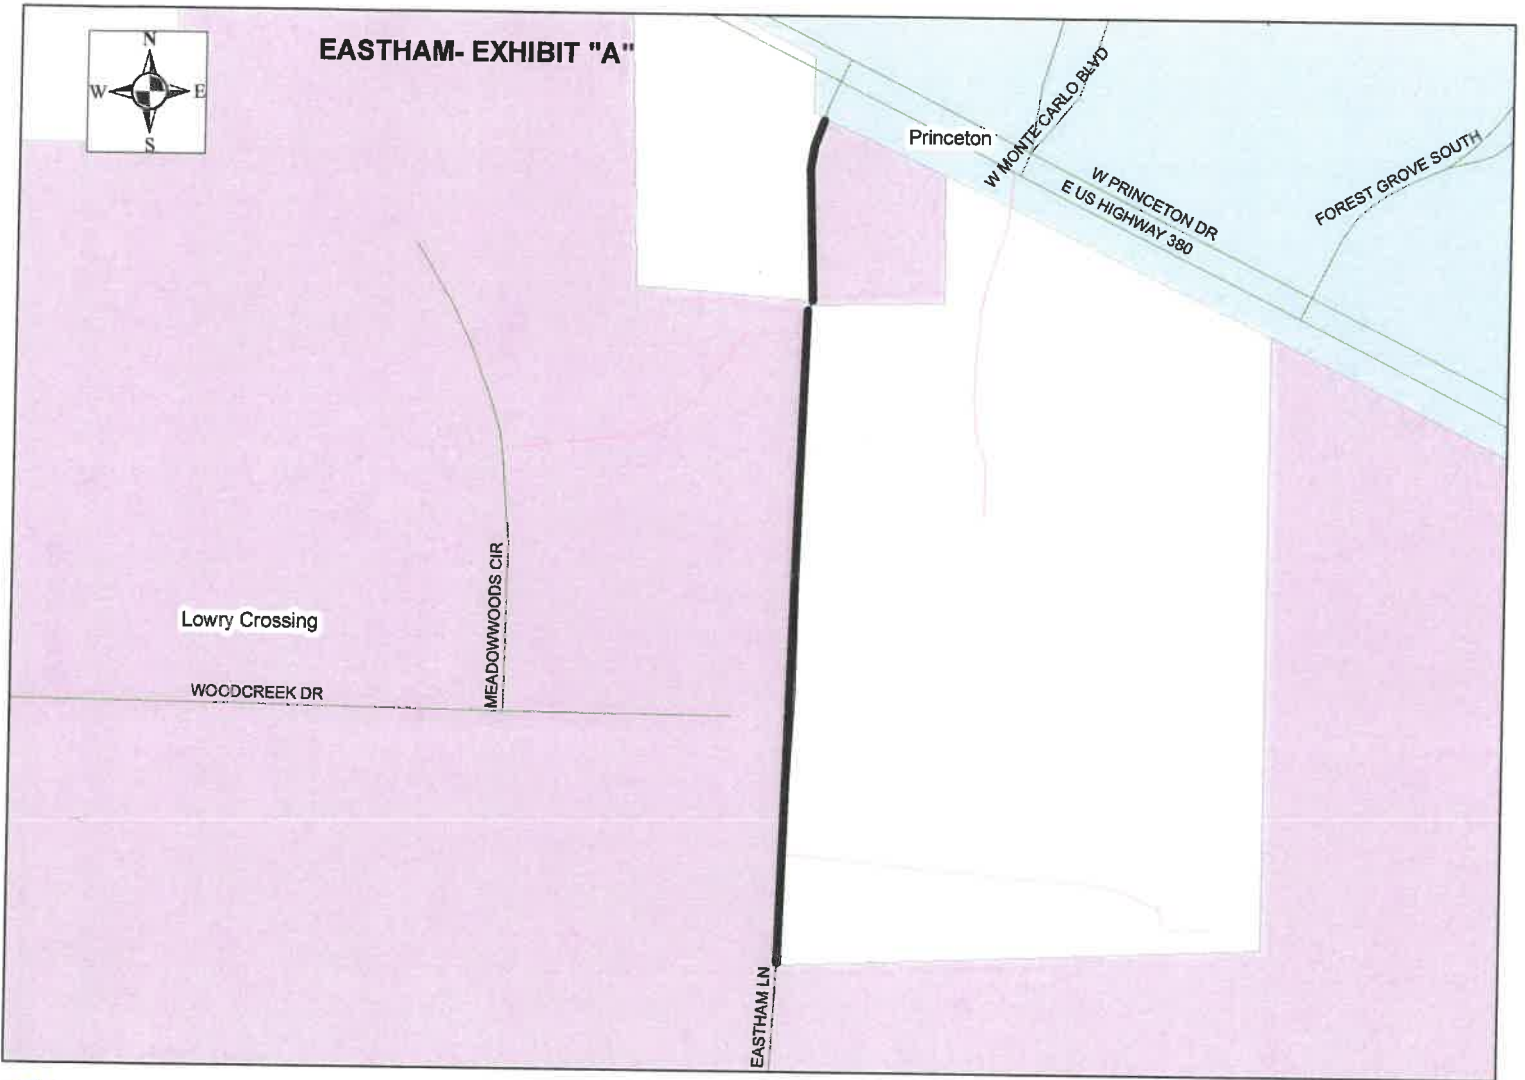 EASTHAM- EXHIBIT "A"
N
W E
S
Princeton
W MONTE CARLO BLVD
W PRINCETON DR
E US HIGHWAY 380
FOREST GROVE SOUTH
MEADOWWOODS CIR
Lowry Crossing
WOODCREEK DR
EASTHAM LN